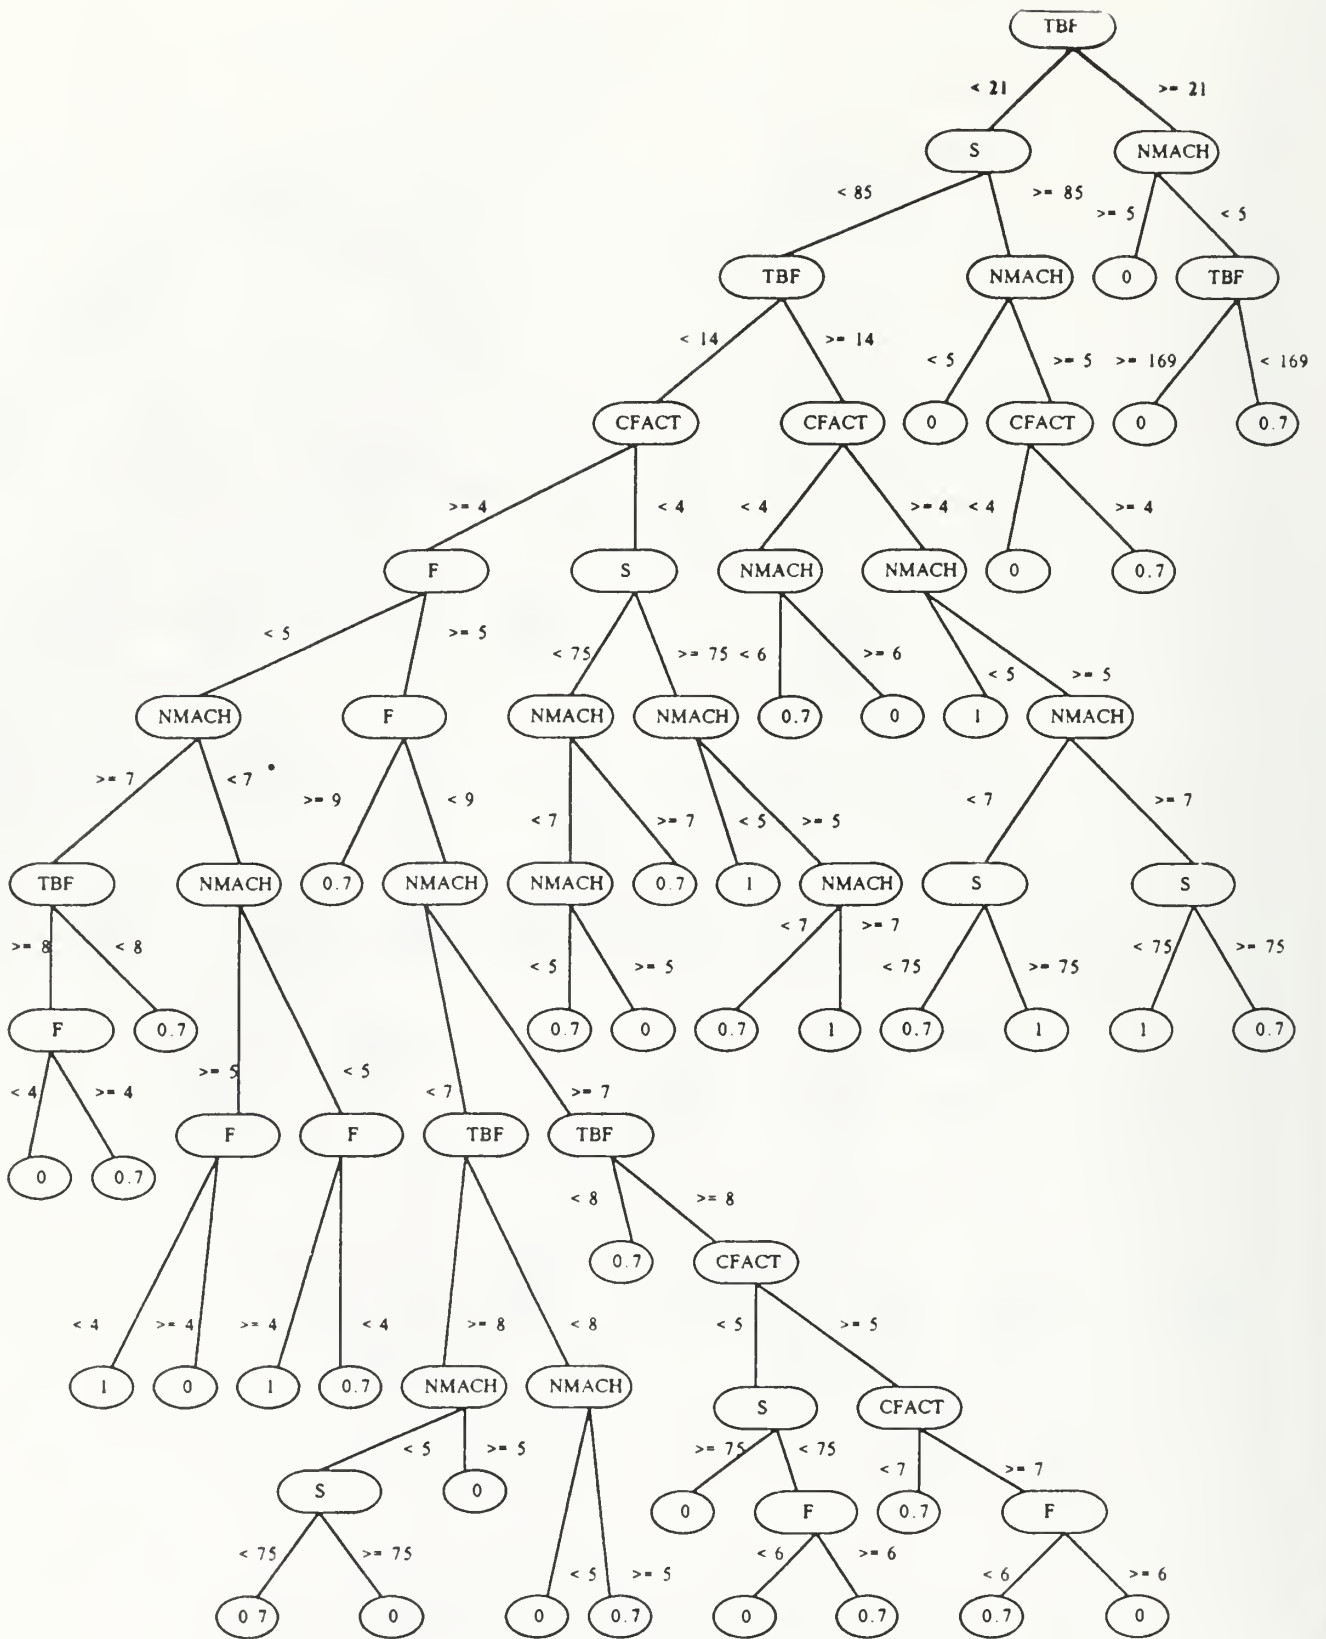 TBF
< 21 >= 21
S NMACH
< 85 >= 85 >= 5 < 5
TBF NMACH 0 TBF
< 14 >= 14 < 5 >= 5 >= 169 < 169
CFACT CFACT 0 CFACT 0 0.7
>= 4 < 4 < 4 >= 4 < 4 >= 4
F S NMACH NMACH 0 0.7
< 5 >= 5 < 75 >= 75 < 6 >= 6 < 5 >= 5
NMACH F NMACH NMACH 0.7 0 1 NMACH
>= 7 < 7 >= 9 < 9 < 7 >= 7 < 5 >= 5 < 7 >= 7
TBF NMACH 0.7 NMACH NMACH 0.7 1 NMACH S S
>= 8 < 8 < 5 >= 5 < 7 >= 7 < 75 >= 75 < 75 >= 75
F 0.7 0.7 0 0.7 1 0.7 1 1 0.7
< 4 >= 4 >= 5 < 5 < 7 >= 7
0 0.7 F F TBF TBF
< 8 >= 8
0.7 CFACT
< 4 >= 4 >= 4 < 4 >= 8 < 8 < 5 >= 5
1 0 1 0.7 NMACH NMACH S CFACT
< 5 >= 5 >= 75 < 75 < 7 >= 7
S 0 0 F 0.7 F
< 75 >= 75 < 5 >= 5 < 6 >= 6 < 6 >= 6
0 7 0 0 0.7 0 0.7 0.7 0